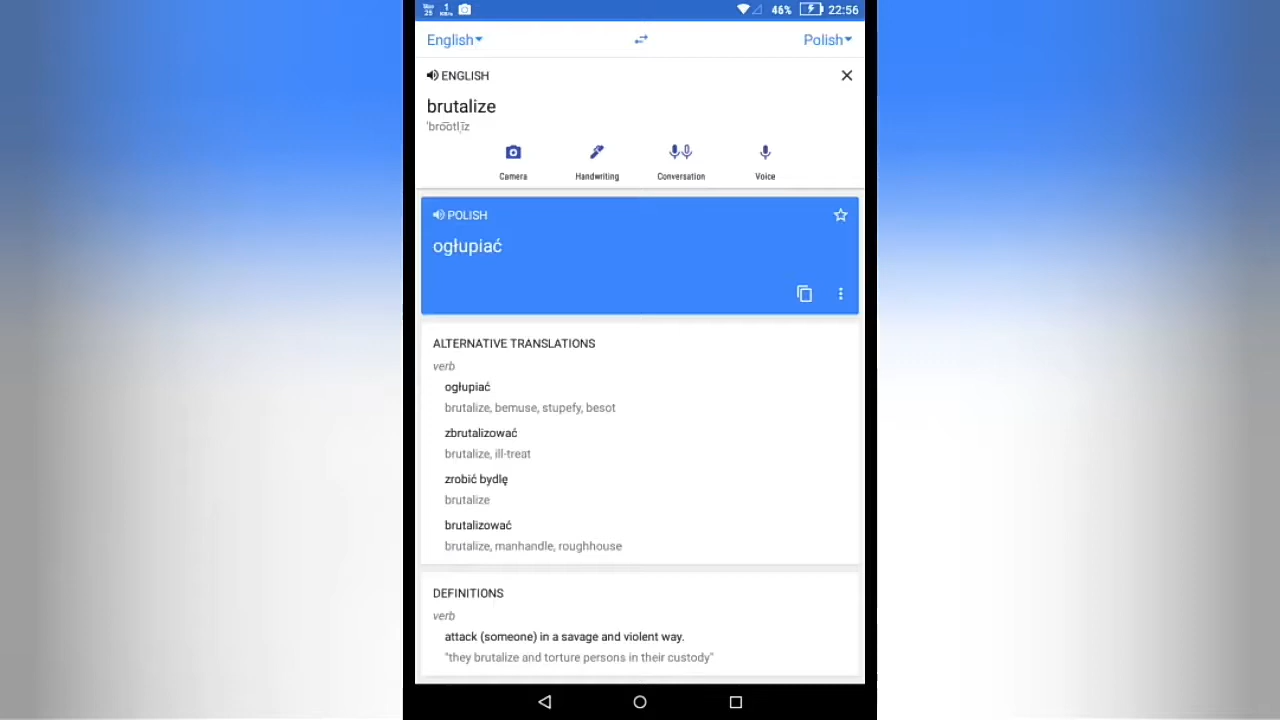 46% 22:56
English Polish
ENGLISH
brutalize
Camera Handwriting Conversation Voice
POLISH
ogłupiać
ALTERNATIVE TRANSLATIONS
verb
ogłupiać
brutalize, bemuse, stupefy, besot
zbrutalizować
brutalize, ill-treat
zrobić bydlę
brutalize
brutalizować
brutalize, manhandle, roughhouse
DEFINITIONS
verb
attack (someone) in a savage and violent way.
"they brutalize and torture persons in their custody"